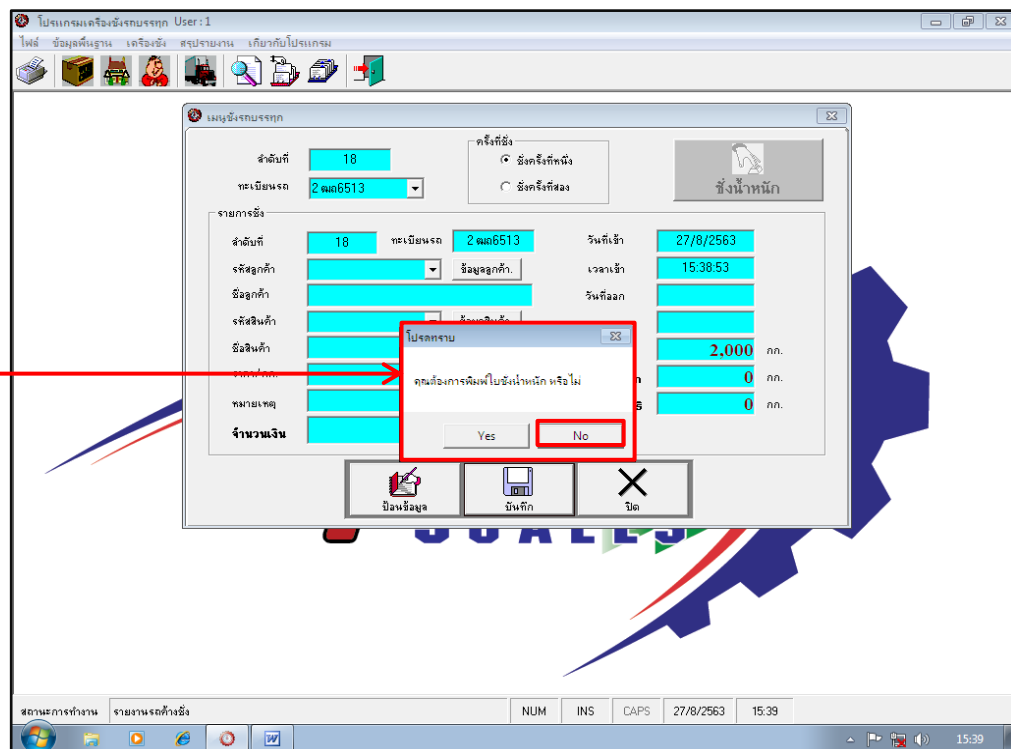 โปรแกรมเครื่องชั่งรถบรรทุก User : 1
ไฟล์ ข้อมูลพื้นฐาน เครื่องชั่ง สรุปรายงาน เกี่ยวกับโปรแกรม
เมนูชั่งรถบรรทุก
ลำดับที่ 18
ทะเบียนรถ 2 ฒถ6513
ครั้งที่ชั่ง
ชั่งครั้งที่หนึ่ง
ชั่งครั้งที่สอง
ชั่งน้ำหนัก
รายการชั่ง
ลำดับที่ 18 ทะเบียนรถ 2 ฒถ6513 วันที่เข้า 27/8/2563
รหัสลูกค้า ข้อมูลลูกค้า. เวลาเข้า 15:38:53
ชื่อลูกค้า วันที่ออก
รหัสสินค้า
ชื่อสินค้า 2,000 กก.
0 กก.
หมายเหตุ 0 กก.
จำนวนเงิน
โปรดทราบ
คุณต้องการพิมพ์ใบชั่งน้ำหนัก หรือไม่
Yes No
ป้อนข้อมูล บันทึก ปิด
SCALES
สถานะการทำงาน รายงานรถค้างชั่ง NUM INS CAPS 27/8/2563 15:39
15:39